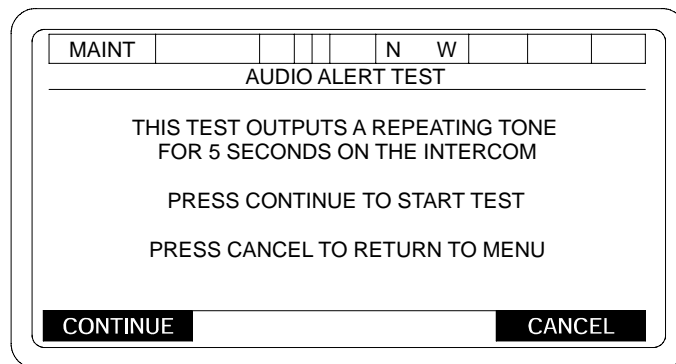 MAINT N W
AUDIO ALERT TEST
THIS TEST OUTPUTS A REPEATING TONE
FOR 5 SECONDS ON THE INTERCOM
PRESS CONTINUE TO START TEST
PRESS CANCEL TO RETURN TO MENU
CONTINUE CANCEL